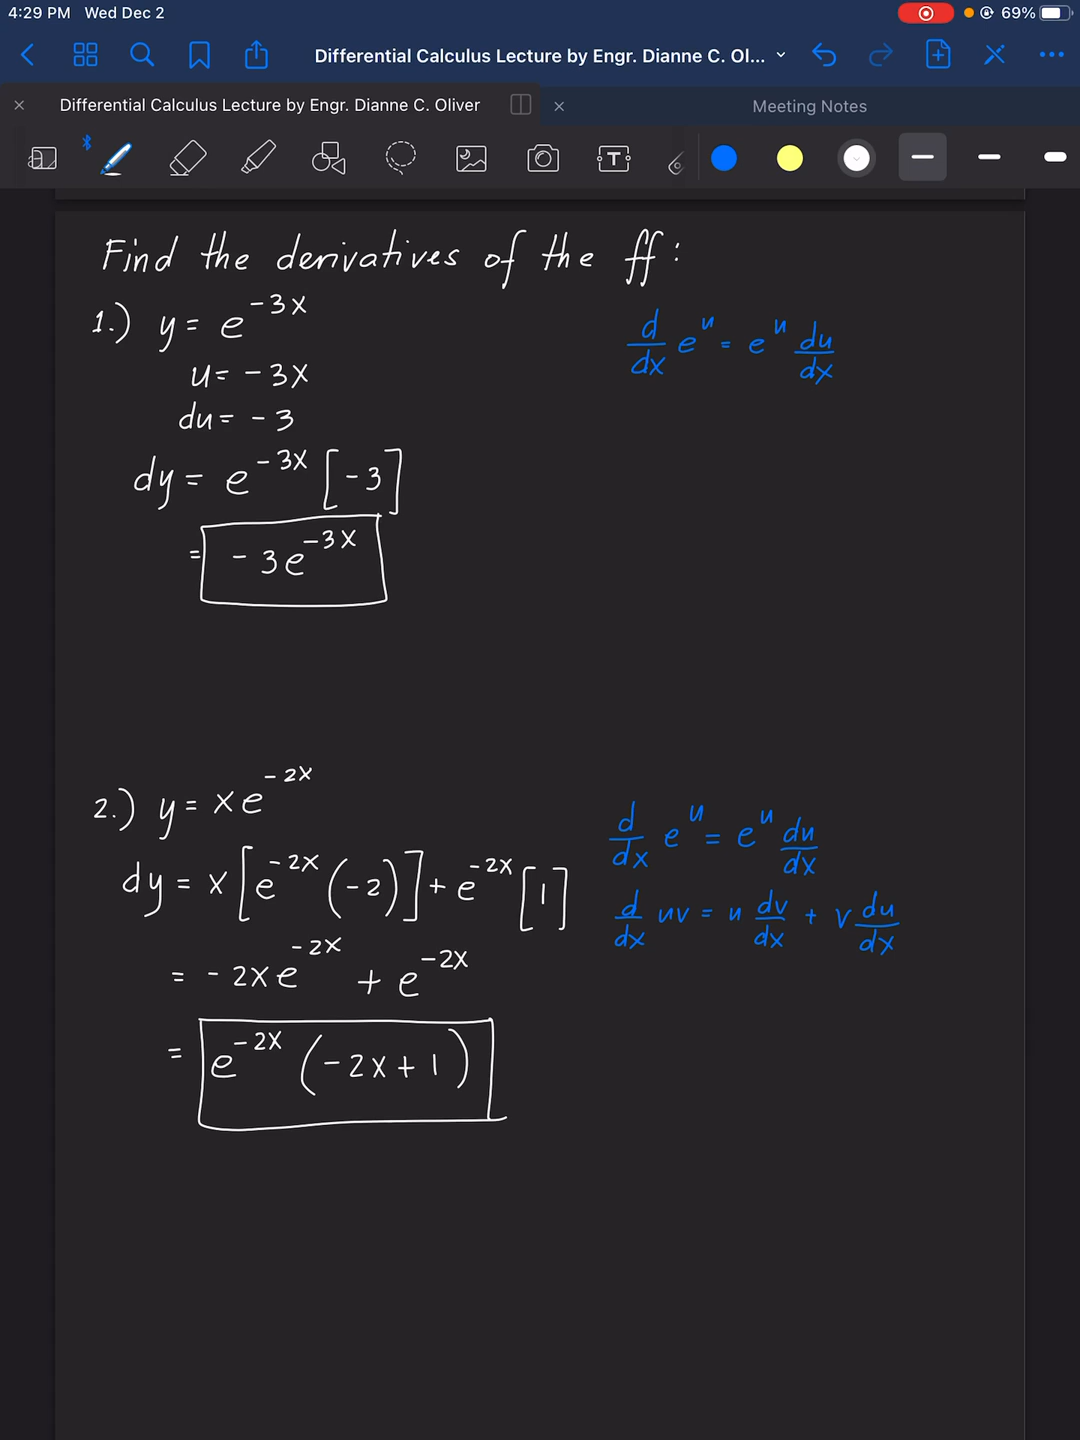 4:29 PM Wed Dec 2 69%
Differential Calculus Lecture by Engr. Dianne C. Ol...
Differential Calculus Lecture by Engr. Dianne C. Oliver
Meeting Notes
T
Find the derivatives of the ff:
1.) y = e^{-3x}
d/dx e^u = e^u du/dx
u = -3x
du = -3
dy = e^{-3x} [-3]
= -3e^{-3x}
2.) y = xe^{-2x}
d/dx e^u = e^u du/dx
dy = x[e^{-2x} (-2)] + e^{-2x} [1]
d/dx uv = u dv/dx + v du/dx
= -2xe^{-2x} + e^{-2x}
= e^{-2x} (-2x + 1)